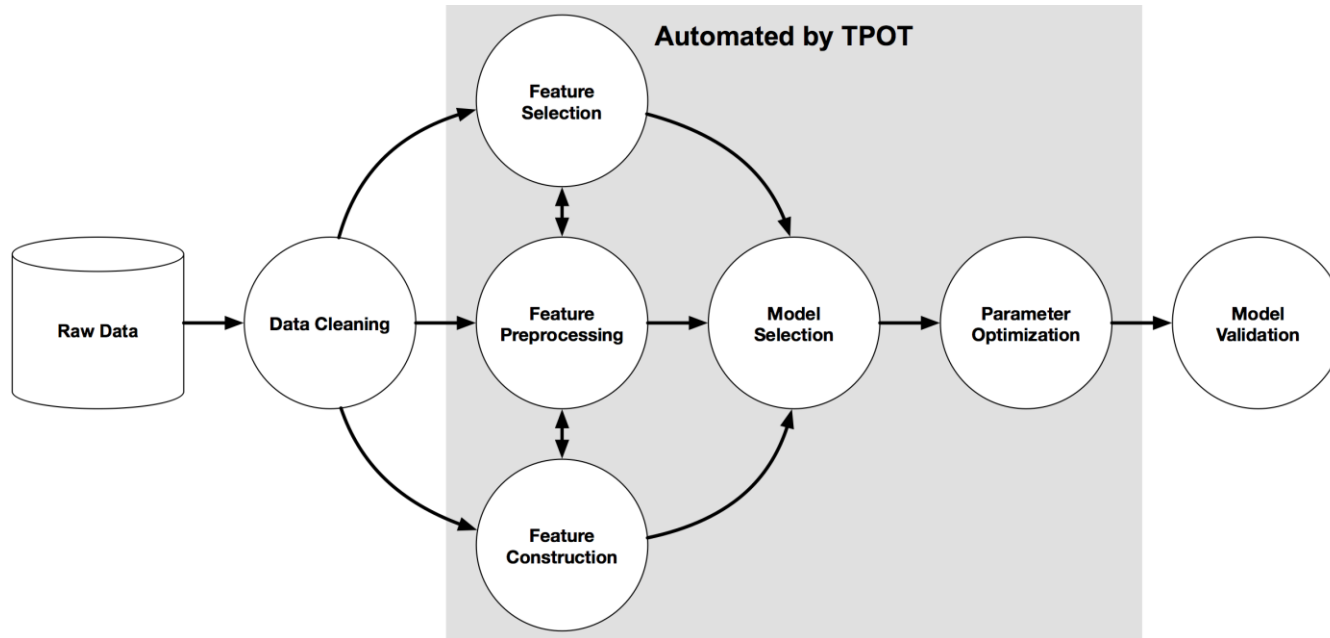 Automated by TPOT
Feature
Selection
Raw Data
Data Cleaning
Feature
Preprocessing
Model
Selection
Parameter
Optimization
Model
Validation
Feature
Construction